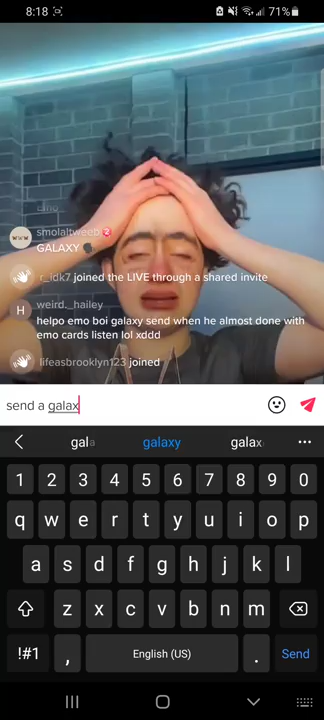 8:18
71%
smolaltweeb
GALAXY
r_idk7 joined the LIVE through a shared invite
H
weird._hailey
helpo emo boi galaxy send when he almost done with
emo cards listen lol xddd
lifeasbrooklyn123 joined
send a galax
gala galaxy galax
1 2 3 4 5 6 7 8 9 0
q w e r t y u i o p
a s d f g h j k l
z x c v b n m
!#1 , English (US) . Send